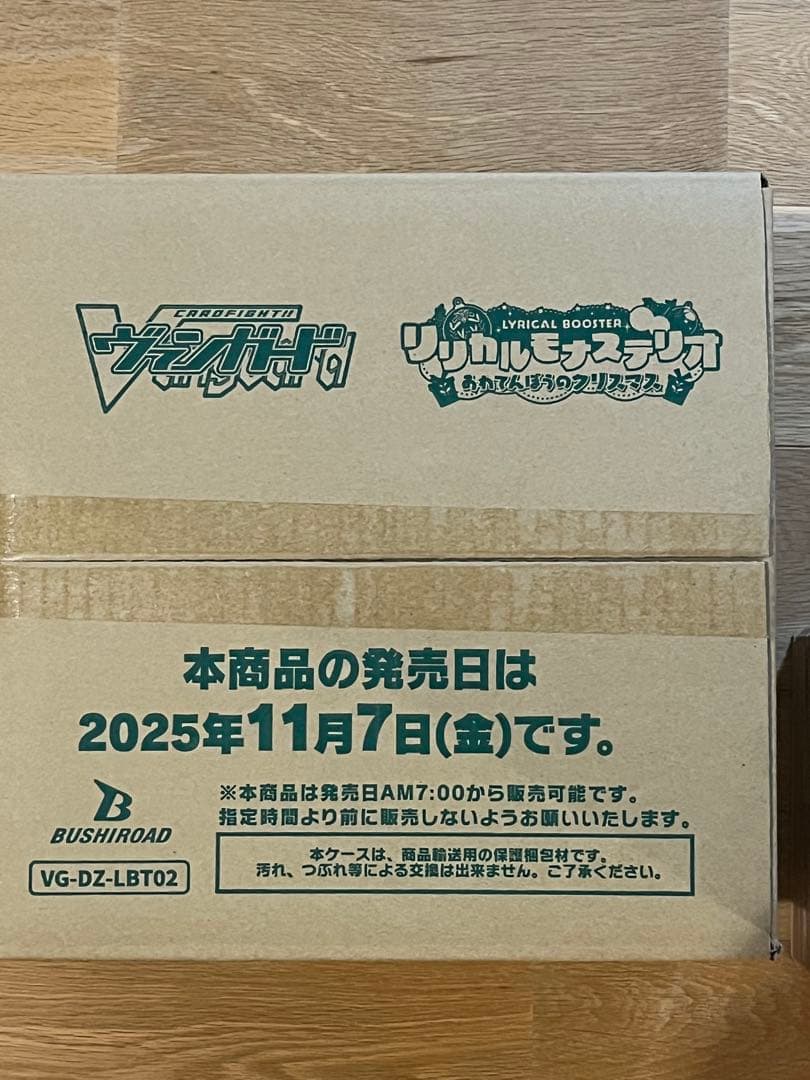 CARDFIGHT!!
ヴァンガード
Vanguard
LYRICAL BOOSTER
リリカルモナステリオ
おてんばうのクリスマス
本商品の発売日は
2025年11月7日(金)です。
※本商品は発売日AM7:00から販売可能です。
指定時間より前に販売しないようお願いいたします。
BUSHIROAD
VG-DZ-LBT02
本ケースは、商品輸送用の保護梱包材です。
汚れ、つぶれ等による交換は出来ません。ご了承ください。